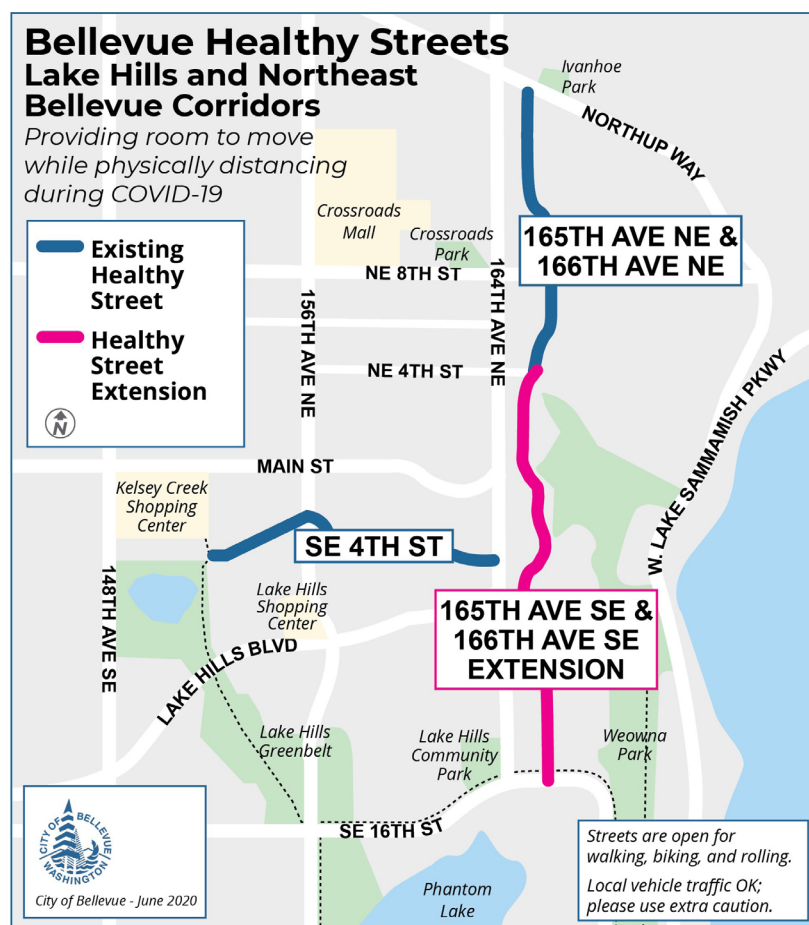 Bellevue Healthy Streets
Lake Hills and Northeast
Bellevue Corridors
Providing room to move
while physically distancing
during COVID-19
Existing
Healthy
Street
Healthy
Street
Extension
N
Ivanhoe
Park
NORTHUP WAY
Crossroads
Mall
Crossroads
Park
165TH AVE NE &
166TH AVE NE
NE 8TH ST
156TH AVE NE
164TH AVE NE
NE 4TH ST
W. LAKE SAMMAMISH PKWY
MAIN ST
Kelsey Creek
Shopping
Center
SE 4TH ST
148TH AVE SE
Lake Hills
Shopping
Center
LAKE HILLS BLVD
165TH AVE SE &
166TH AVE SE
EXTENSION
Lake Hills
Greenbelt
Lake Hills
Community
Park
Weowna
Park
SE 16TH ST
Phantom
Lake
CITY OF BELLEVUE
WASHINGTON
City of Bellevue - June 2020
Streets are open for
walking, biking, and rolling.
Local vehicle traffic OK;
please use extra caution.